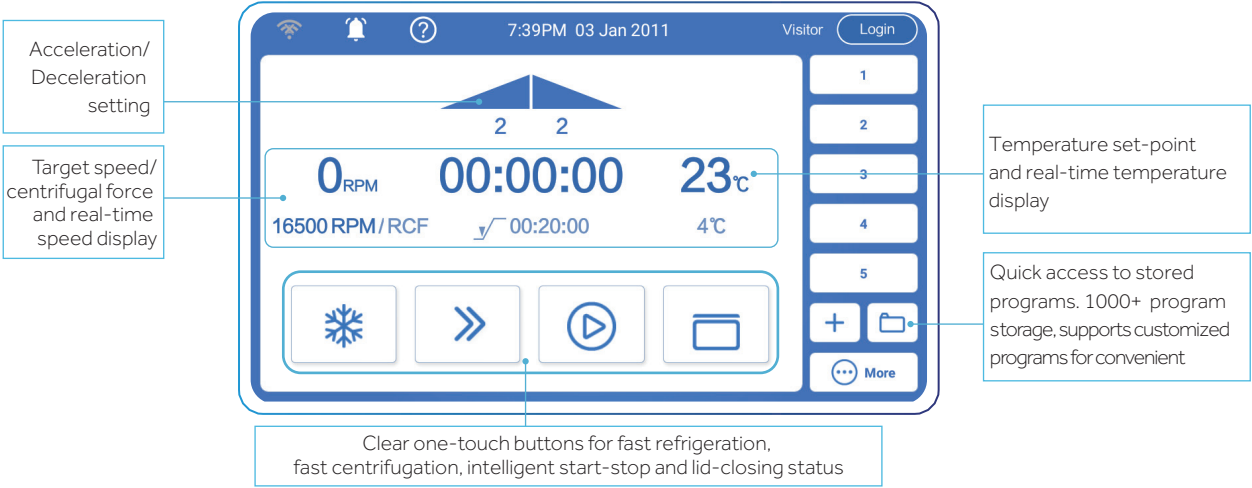 7:39PM 03 Jan 2011
Visitor
Login
Acceleration/
Deceleration
setting
2 2
Target speed/
centrifugal force
and real-time
speed display
0 RPM
00:00:00
23℃
16500 RPM/RCF
00:20:00
4℃
1
2
3
4
5
More
Temperature set-point
and real-time temperature
display
Quick access to stored
programs. 1000+ program
storage, supports customized
programs for convenient
Clear one-touch buttons for fast refrigeration,
fast centrifugation, intelligent start-stop and lid-closing status